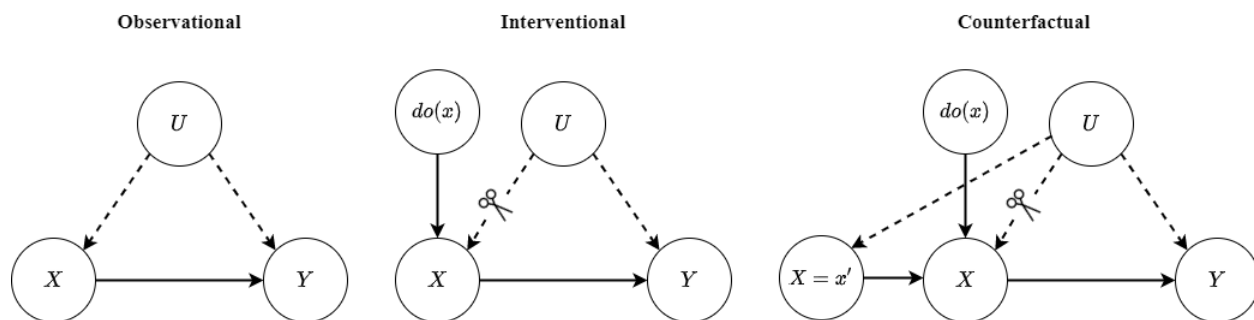 Observational
U
X
Y
Interventional
do(x)
U
X
Y
Counterfactual
do(x)
U
X = x′
X
Y